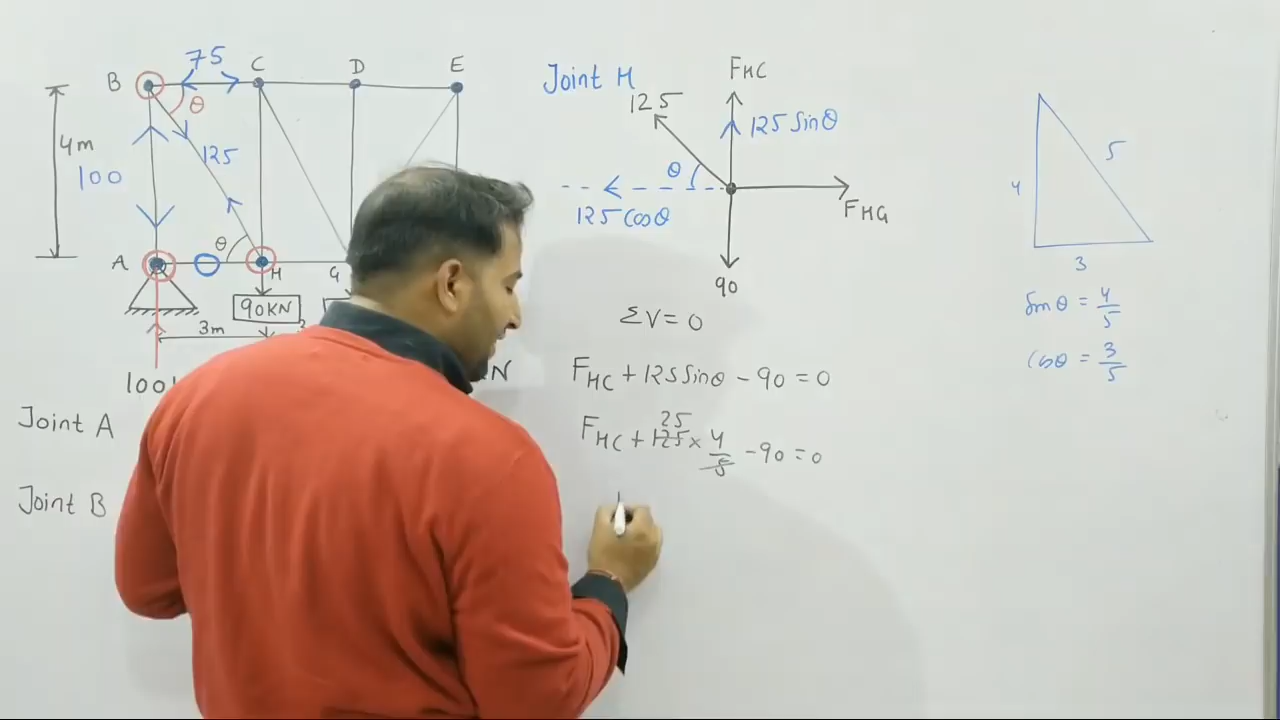 75
B
C
D
E
θ
4m
100
125
A
θ
H
G
90KN
3m
100
N
Joint A
Joint B
Joint H
FHC
125
125 Sinθ
θ
125 Cosθ
FHG
90
ΣV = 0
FHC + 125 Sinθ - 90 = 0
25
FHC + 125 × 4/5 - 90 = 0
4
5
3
Sinθ = 4/5
Cosθ = 3/5